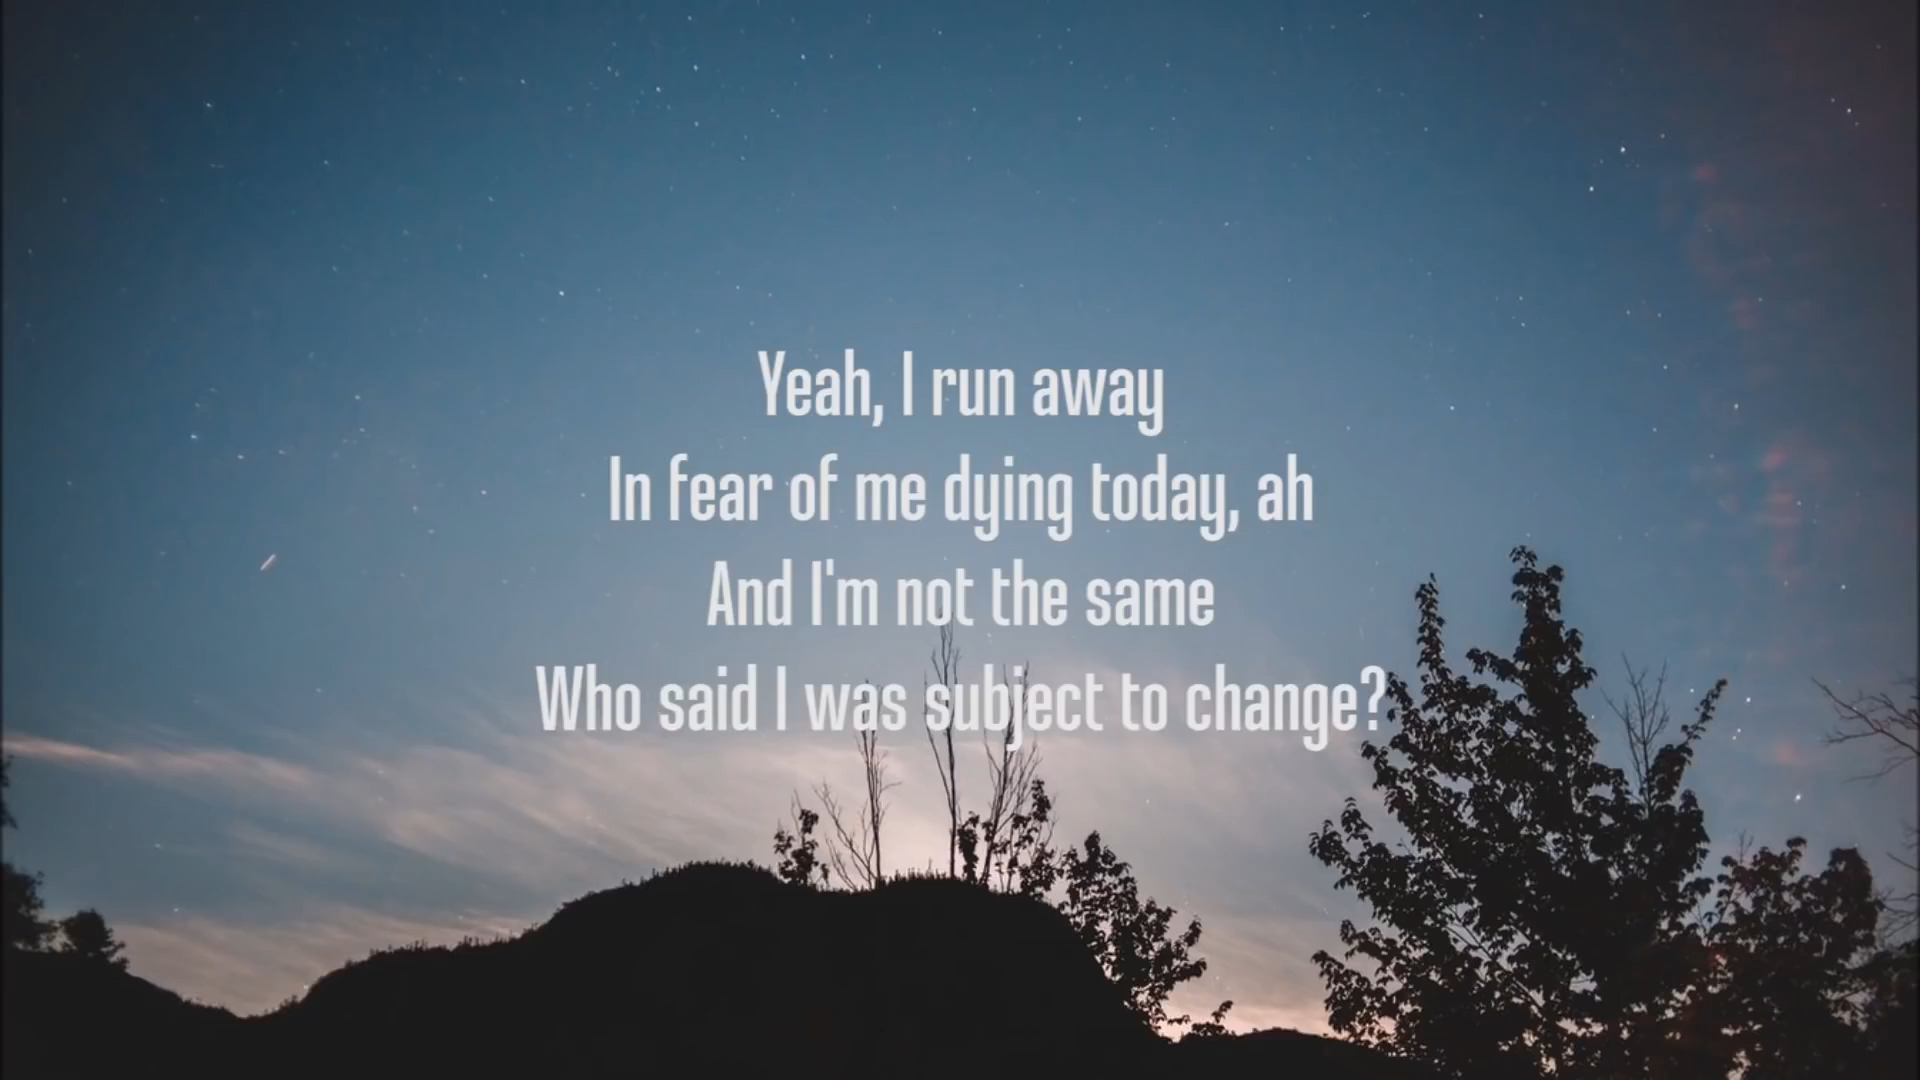 Yeah, I run away
In fear of me dying today, ah
And I'm not the same
Who said I was subject to change?